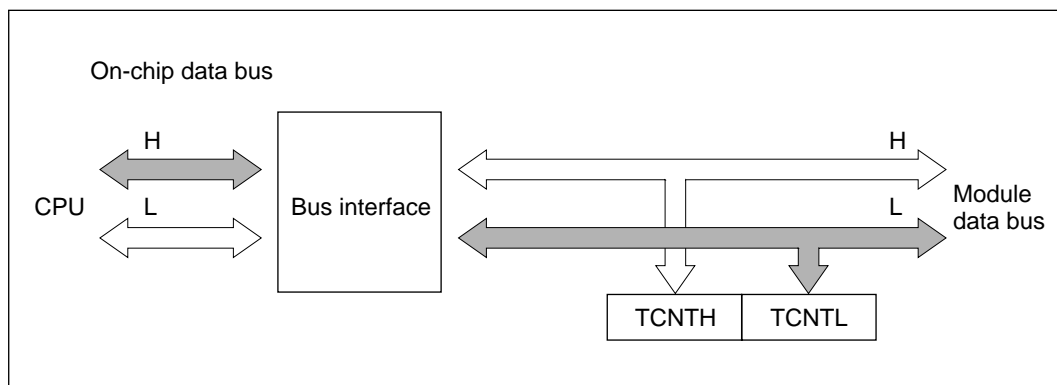 On-chip data bus
H
H
CPU
L
Bus interface
L
Module
data bus
TCNTH
TCNTL